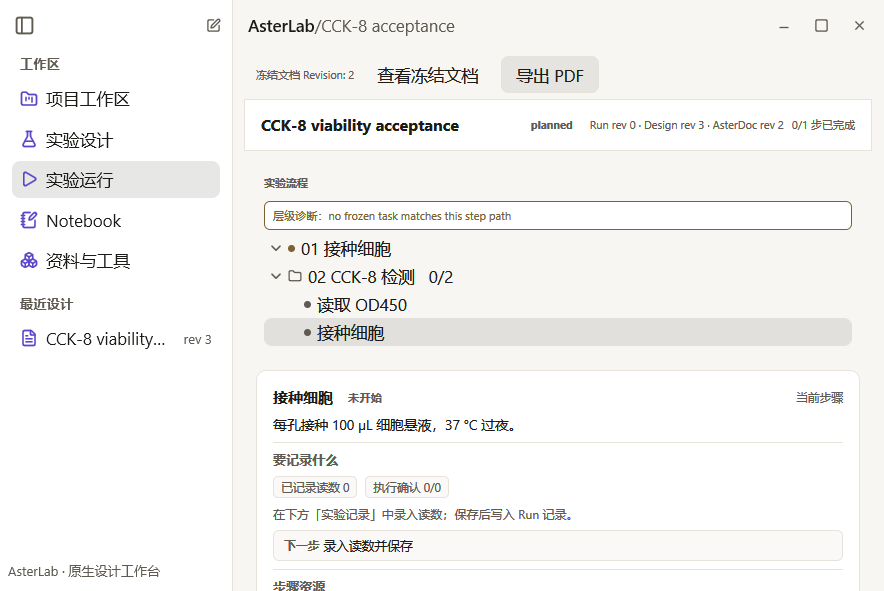 AsterLab/CCK-8 acceptance
工作区
项目工作区
实验设计
实验运行
Notebook
资料与工具
最近设计
CCK-8 viability... rev 3
AsterLab · 原生设计工作台
冻结文档 Revision: 2 查看冻结文档 导出 PDF
CCK-8 viability acceptance planned Run rev 0 · Design rev 3 · AsterDoc rev 2 0/1 步已完成
实验流程
层级诊断：no frozen task matches this step path
01 接种细胞
02 CCK-8 检测 0/2
读取 OD450
接种细胞
接种细胞 未开始 当前步骤
每孔接种 100 µL 细胞悬液，37 °C 过夜。
要记录什么
已记录读数 0 执行确认 0/0
在下方「实验记录」中录入读数；保存后写入 Run 记录。
下一步 录入读数并保存
步骤资源